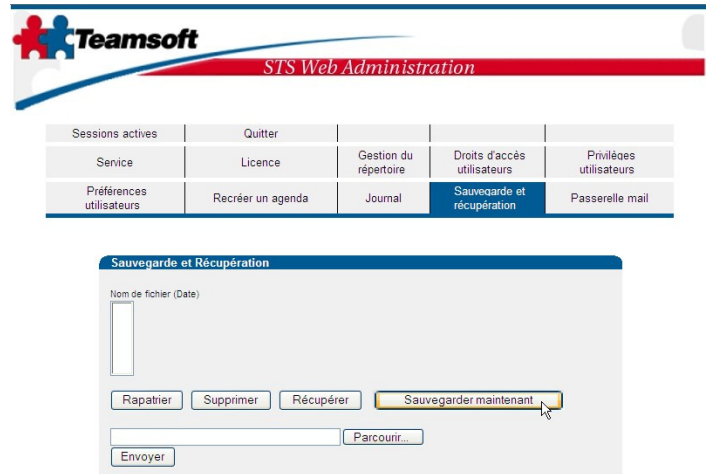 Teamsoft
STS Web Administration
Sessions actives
Quitter
Service
Licence
Gestion du
répertoire
Droits d'accès
utilisateurs
Privilèges
utilisateurs
Préférences
utilisateurs
Recréer un agenda
Journal
Sauvegarde et
récupération
Passerelle mail
Sauvegarde et Récupération
Nom de fichier (Date)
Rapatrier
Supprimer
Récupérer
Sauvegarder maintenant
Parcourir...
Envoyer